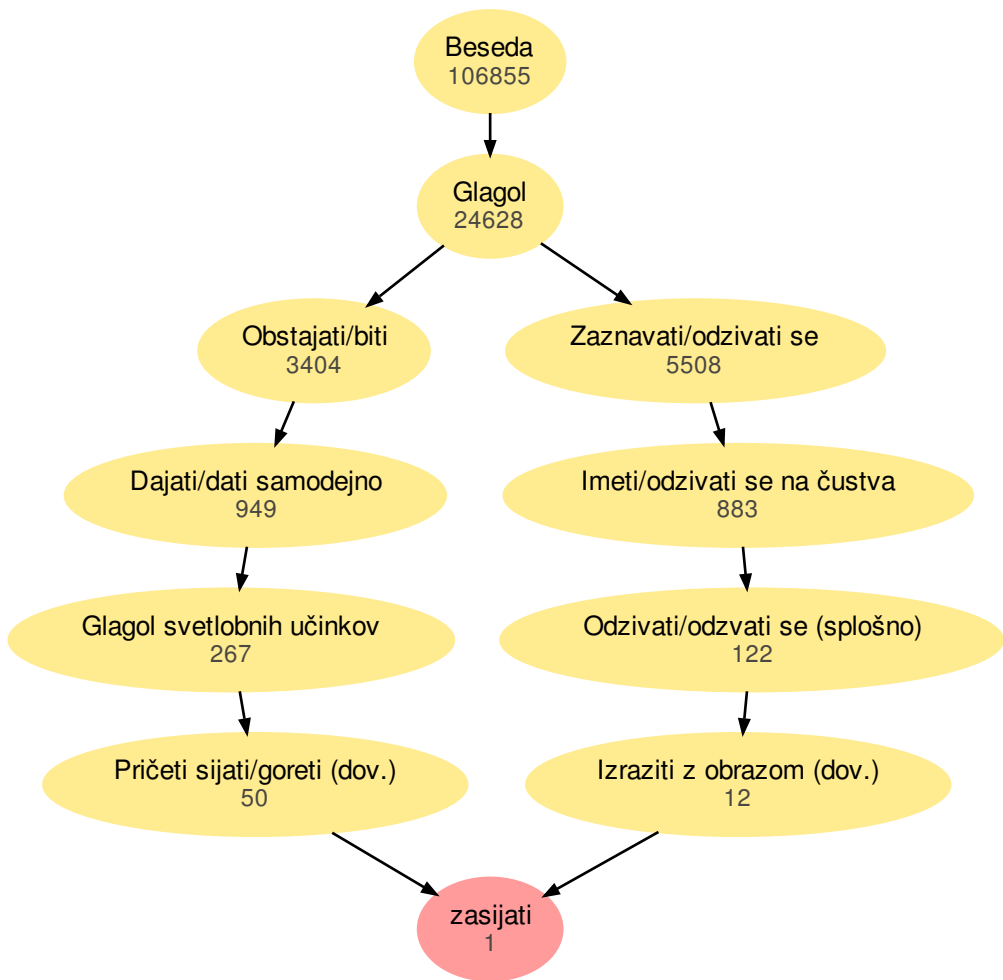 Beseda
106855
Glagol
24628
Obstajati/biti
3404
Zaznavati/odzivati se
5508
Dajati/dati samodejno
949
Imeti/odzivati se na čustva
883
Glagol svetlobnih učinkov
267
Odzivati/odzvati se (splošno)
122
Pričeti sijati/goreti (dov.)
50
Izraziti z obrazom (dov.)
12
zasijati
1